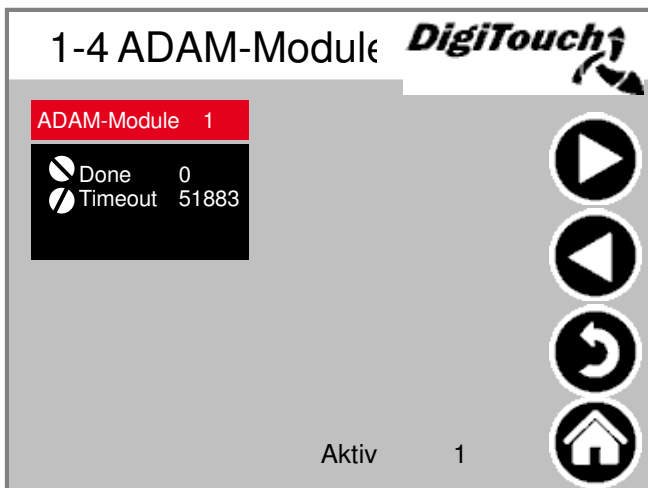 1-4 ADAM-Module
DigiTouch
ADAM-Module 1
Done 0
Timeout 51883
Aktiv 1